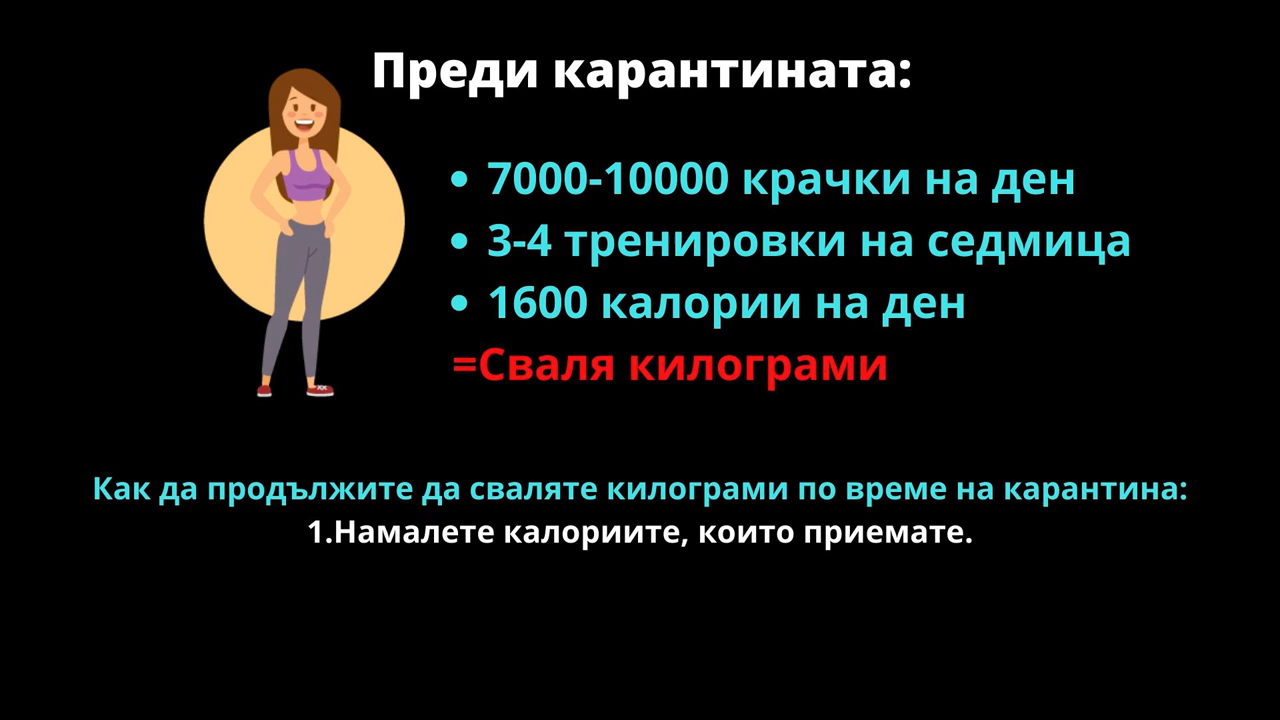 Преди карантината:
• 7000-10000 крачки на ден
• 3-4 тренировки на седмица
• 1600 калории на ден
=Сваля килограми
Как да продължите да сваляте килограми по време на карантина:
1.Намалете калориите, които приемате.